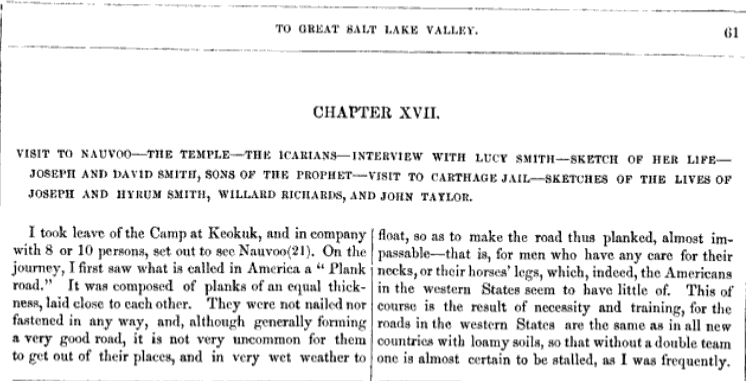 TO GREAT SALT LAKE VALLEY. 61
CHAPTER XVII.
VISIT TO NAUVOO—THE TEMPLE—THE ICARIANS—INTERVIEW WITH LUCY SMITH—SKETCH OF HER LIFE—
JOSEPH AND DAVID SMITH, SONS OF THE PROPHET—VISIT TO CARTHAGE JAIL—SKETCHES OF THE LIVES OF
JOSEPH AND HYRUM SMITH, WILLARD RICHARDS, AND JOHN TAYLOR.
I took leave of the Camp at Keokuk, and in company
with 8 or 10 persons, set out to see Nauvoo(21). On the
journey, I first saw what is called in America a "Plank
road." It was composed of planks of an equal thick-
ness, laid close to each other. They were not nailed nor
fastened in any way, and, although generally forming
a very good road, it is not very uncommon for them
to get out of their places, and in very wet weather to
float, so as to make the road thus planked, almost im-
passable—that is, for men who have any care for their
necks, or their horses' legs, which, indeed, the Americans
in the western States seem to have little of. This of
course is the result of necessity and training, for the
roads in the western States are the same as in all new
countries with loamy soils, so that without a double team
one is almost certain to be stalled, as I was frequently.